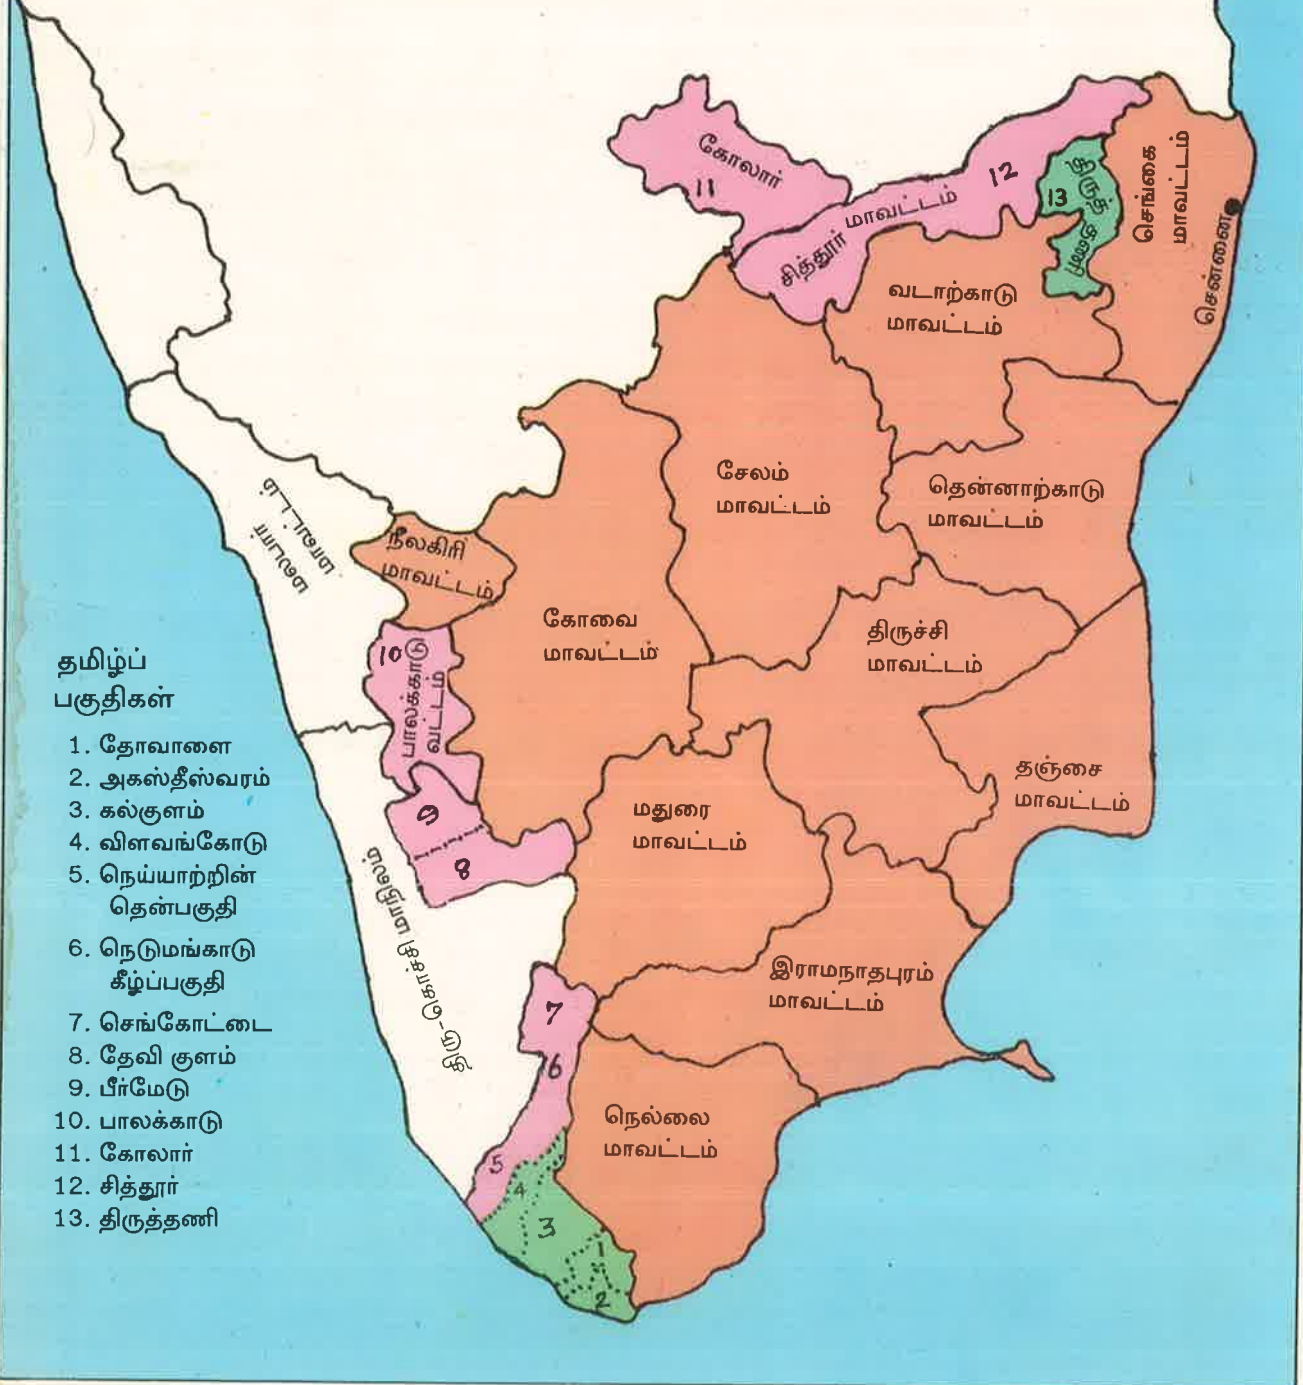 கோலார்
11
சித்தூர் மாவட்டம்
12
13
திருத்தணி
செங்கை
மாவட்டம்
சென்னை
வடாற்காடு
மாவட்டம்
சேலம்
மாவட்டம்
தென்னாற்காடு
மாவட்டம்
மலபார்
மாவட்டம்
நீலகிரி
மாவட்டம்
கோவை
மாவட்டம்
திருச்சி
மாவட்டம்
10
பாலக்காடு
வட்டம்
9
8
தஞ்சை
மாவட்டம்
மதுரை
மாவட்டம்
திரு-கொச்சி மாநிலம்
இராமநாதபுரம்
மாவட்டம்
7
6
நெல்லை
மாவட்டம்
5
4
3
1
2
தமிழ்ப்
பகுதிகள்
1. தோவாளை
2. அகஸ்தீஸ்வரம்
3. கல்குளம்
4. விளவங்கோடு
5. நெய்யாற்றின்
தென்பகுதி
6. நெடுமங்காடு
கீழ்ப்பகுதி
7. செங்கோட்டை
8. தேவி குளம்
9. பீர்மேடு
10. பாலக்காடு
11. கோலார்
12. சித்தூர்
13. திருத்தணி